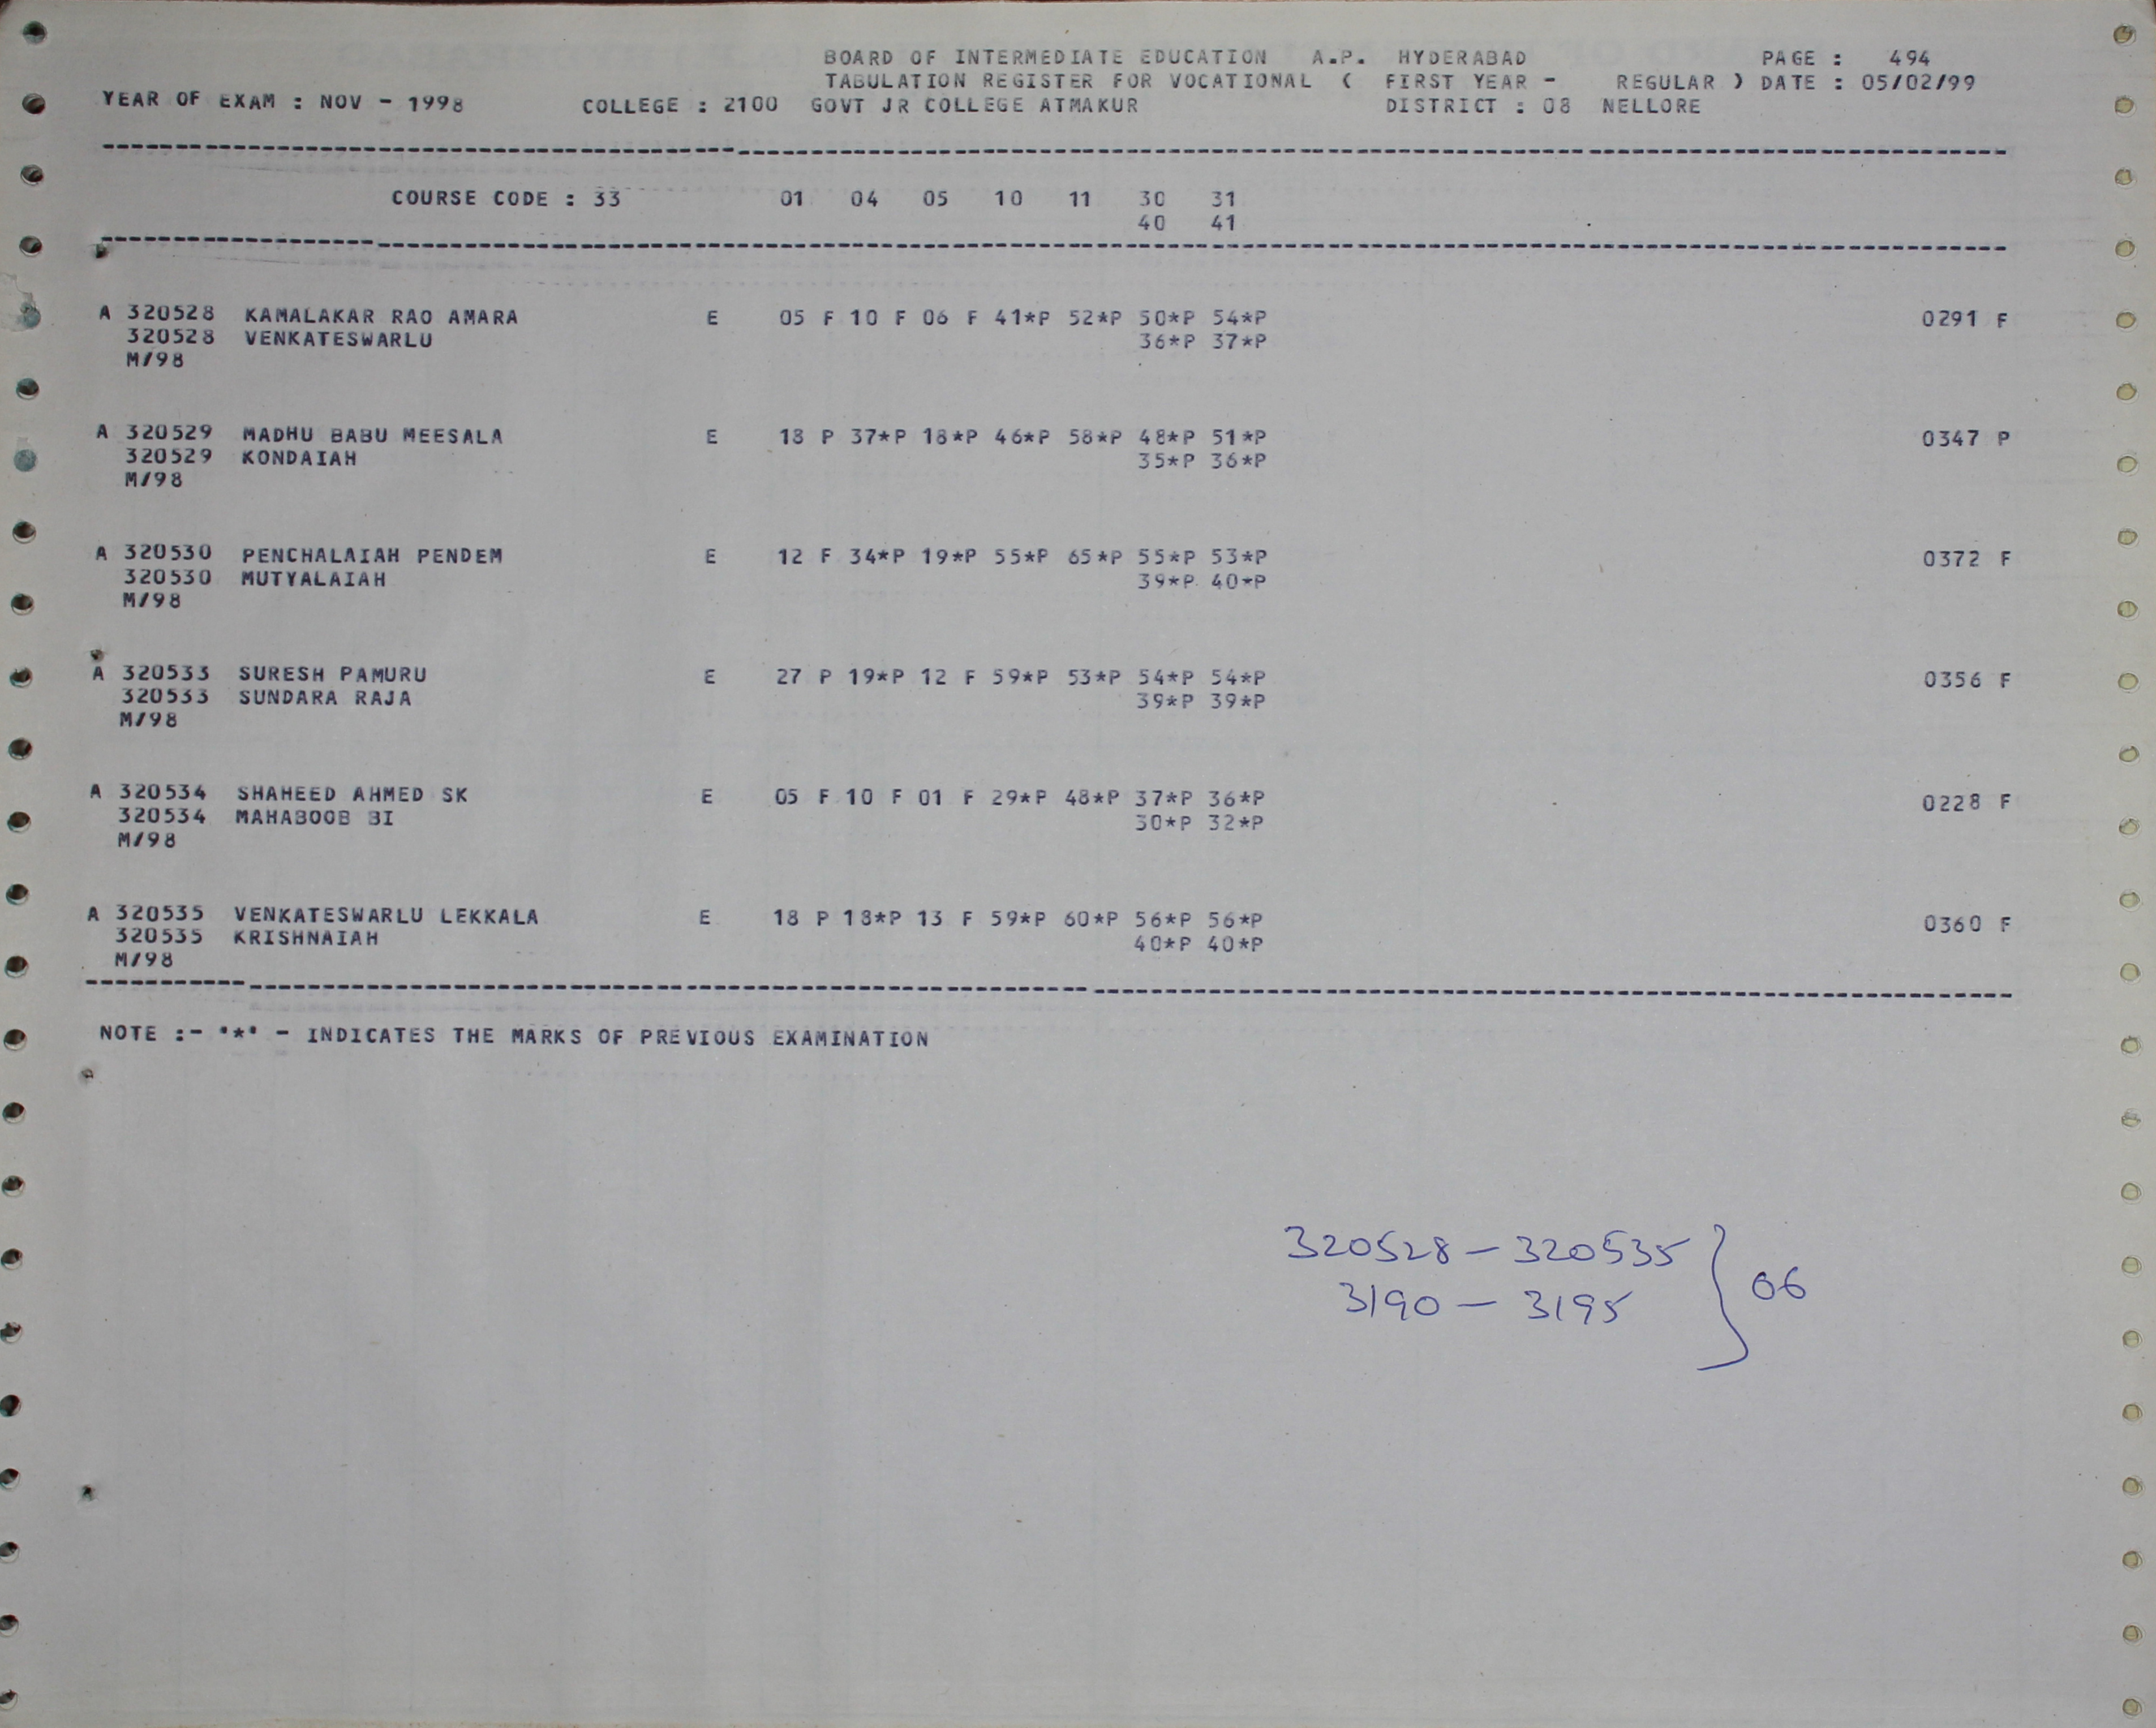 BOARD OF INTERMEDIATE EDUCATION A.P. HYDERABAD PAGE : 494
TABULATION REGISTER FOR VOCATIONAL ( FIRST YEAR - REGULAR ) DATE : 05/02/99
YEAR OF EXAM : NOV - 1998 COLLEGE : 2100 GOVT JR COLLEGE ATMAKUR DISTRICT : 08 NELLORE
COURSE CODE : 33 01 04 05 10 11 30 31
40 41
A 320528 KAMALAKAR RAO AMARA E 05 F 10 F 06 F 41*P 52*P 50*P 54*P 0291 F
320528 VENKATESWARLU 36*P 37*P
M/98
A 320529 MADHU BABU MEESALA E 18 P 37*P 18*P 46*P 58*P 48*P 51*P 0347 P
320529 KONDAIAH 35*P 36*P
M/98
A 320530 PENCHALAIAH PENDEM E 12 F 34*P 19*P 55*P 65*P 55*P 53*P 0372 F
320530 MUTYALAIAH 39*P 40*P
M/98
A 320533 SURESH PAMURU E 27 P 19*P 12 F 59*P 53*P 54*P 54*P 0356 F
320533 SUNDARA RAJA 39*P 39*P
M/98
A 320534 SHAHEED AHMED SK E 05 F 10 F 01 F 29*P 48*P 37*P 36*P 0228 F
320534 MAHABOOB BI 30*P 32*P
M/98
A 320535 VENKATESWARLU LEKKALA E 18 P 18*P 13 F 59*P 60*P 56*P 56*P 0360 F
320535 KRISHNAIAH 40*P 40*P
M/98
NOTE :- '*' - INDICATES THE MARKS OF PREVIOUS EXAMINATION
320528 - 320535
3190 - 3195 } 06